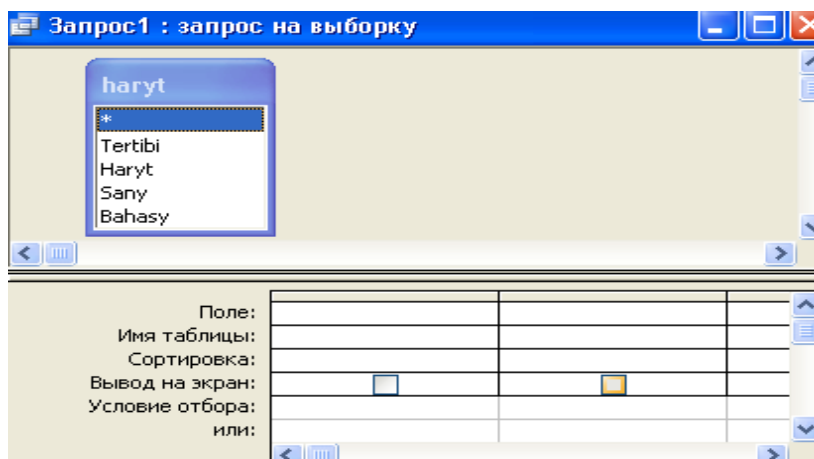 Запрос1 : запрос на выборку
haryt
*
Tertibi
Haryt
Sany
Bahasy
Поле:
Имя таблицы:
Сортировка:
Вывод на экран:
Условие отбора:
или: